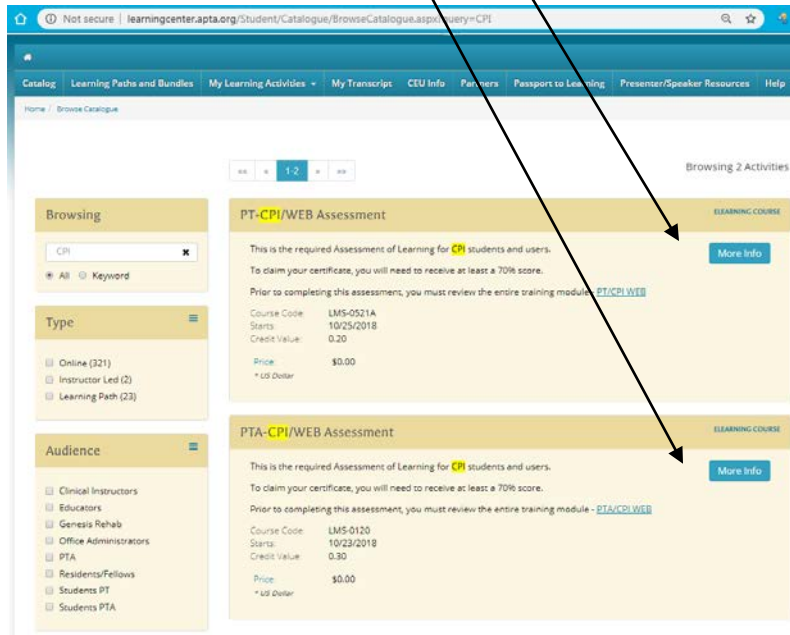 Not secure | learningcenter.apta.org/Student/Catalogue/BrowseCatalogue.aspx?query=CPI
Catalog Learning Paths and Bundles My Learning Activities My Transcript CEU Info Partners Passport to Learning Presenter/Speaker Resources Help
Home / Browse Catalogue
«« « 1-2 » »»
Browsing 2 Activities
Browsing
CPI
All Keyword
Type
Online (321)
Instructor Led (2)
Learning Path (23)
Audience
Clinical Instructors
Educators
Genesis Rehab
Office Administrators
PTA
Residents/Fellows
Students PT
Students PTA
PT-CPI/WEB Assessment
ELEARNING COURSE
This is the required Assessment of Learning for CPI students and users.
More Info
To claim your certificate, you will need to receive at least a 70% score.
Prior to completing this assessment, you must review the entire training module - PT/CPI WEB
Course Code: LMS-0521A
Starts: 10/25/2018
Credit Value: 0.20
Price: $0.00
* US Dollar
PTA-CPI/WEB Assessment
ELEARNING COURSE
This is the required Assessment of Learning for CPI students and users.
More Info
To claim your certificate, you will need to receive at least a 70% score.
Prior to completing this assessment, you must review the entire training module - PTA/CPI WEB
Course Code: LMS-0120
Starts: 10/23/2018
Credit Value: 0.30
Price: $0.00
* US Dollar